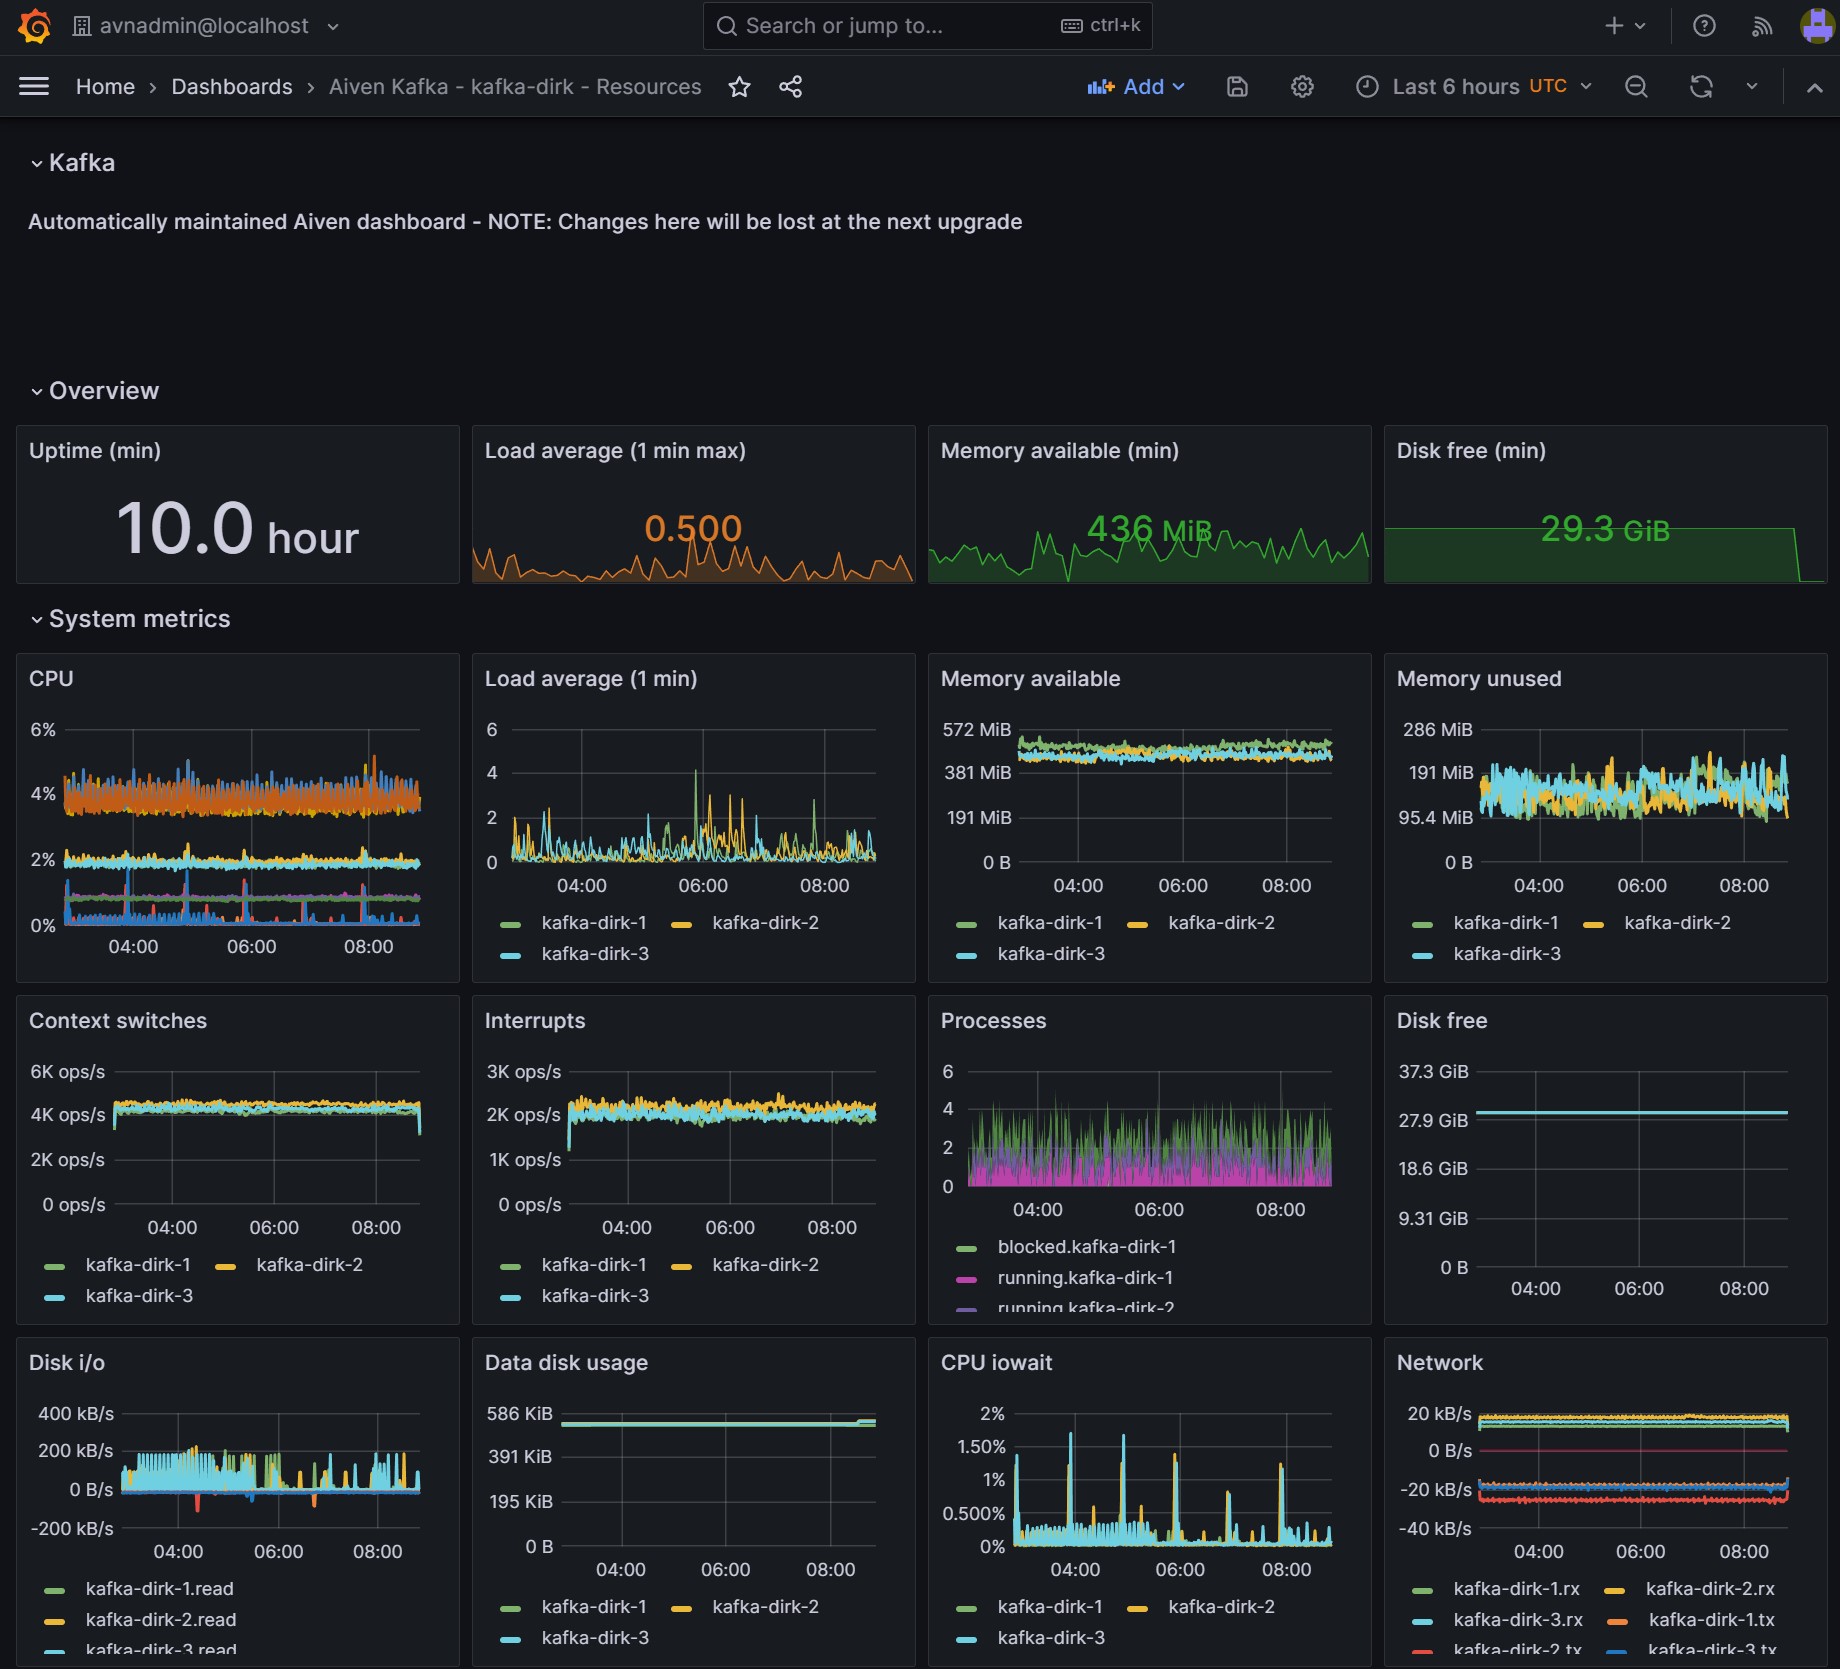 avnadmin@localhost
Search or jump to...
ctrl+k
Home › Dashboards › Aiven Kafka - kafka-dirk - Resources
Add
Last 6 hours UTC
Kafka
Automatically maintained Aiven dashboard - NOTE: Changes here will be lost at the next upgrade
Overview
Uptime (min)
10.0 hour
Load average (1 min max)
0.500
Memory available (min)
436 MiB
Disk free (min)
29.3 GiB
System metrics
CPU
6%
4%
2%
0%
04:00 06:00 08:00
Load average (1 min)
6
4
2
0
04:00 06:00 08:00
kafka-dirk-1 kafka-dirk-2
kafka-dirk-3
Memory available
572 MiB
381 MiB
191 MiB
0 B
04:00 06:00 08:00
kafka-dirk-1 kafka-dirk-2
kafka-dirk-3
Memory unused
286 MiB
191 MiB
95.4 MiB
0 B
04:00 06:00 08:00
kafka-dirk-1 kafka-dirk-2
kafka-dirk-3
Context switches
6K ops/s
4K ops/s
2K ops/s
0 ops/s
04:00 06:00 08:00
kafka-dirk-1 kafka-dirk-2
kafka-dirk-3
Interrupts
3K ops/s
2K ops/s
1K ops/s
0 ops/s
04:00 06:00 08:00
kafka-dirk-1 kafka-dirk-2
kafka-dirk-3
Processes
6
4
2
0
04:00 06:00 08:00
blocked.kafka-dirk-1
running.kafka-dirk-1
running.kafka-dirk-2
Disk free
37.3 GiB
27.9 GiB
18.6 GiB
9.31 GiB
0 B
04:00 06:00 08:00
Disk i/o
400 kB/s
200 kB/s
0 B/s
-200 kB/s
04:00 06:00 08:00
kafka-dirk-1.read
kafka-dirk-2.read
kafka-dirk-3.read
Data disk usage
586 KiB
391 KiB
195 KiB
0 B
04:00 06:00 08:00
kafka-dirk-1 kafka-dirk-2
kafka-dirk-3
CPU iowait
2%
1.50%
1%
0.500%
0%
04:00 06:00 08:00
kafka-dirk-1 kafka-dirk-2
kafka-dirk-3
Network
20 kB/s
0 B/s
-20 kB/s
-40 kB/s
04:00 06:00 08:00
kafka-dirk-1.rx kafka-dirk-2.rx
kafka-dirk-3.rx kafka-dirk-1.tx
kafka-dirk-2.tx kafka-dirk-3.tx